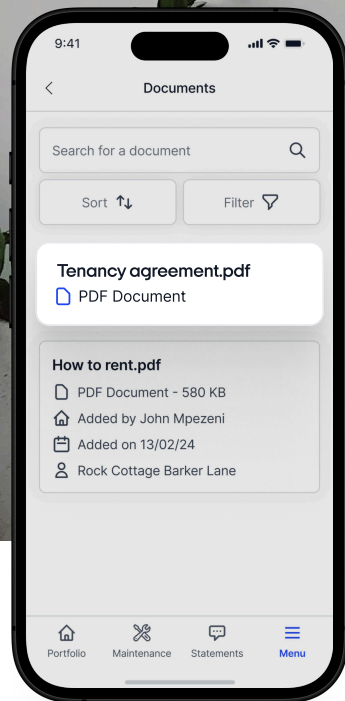 9:41
Documents
Search for a document
Sort
Filter
Tenancy agreement.pdf
PDF Document
How to rent.pdf
PDF Document - 580 KB
Added by John Mpezeni
Added on 13/02/24
Rock Cottage Barker Lane
Portfolio Maintenance Statements Menu